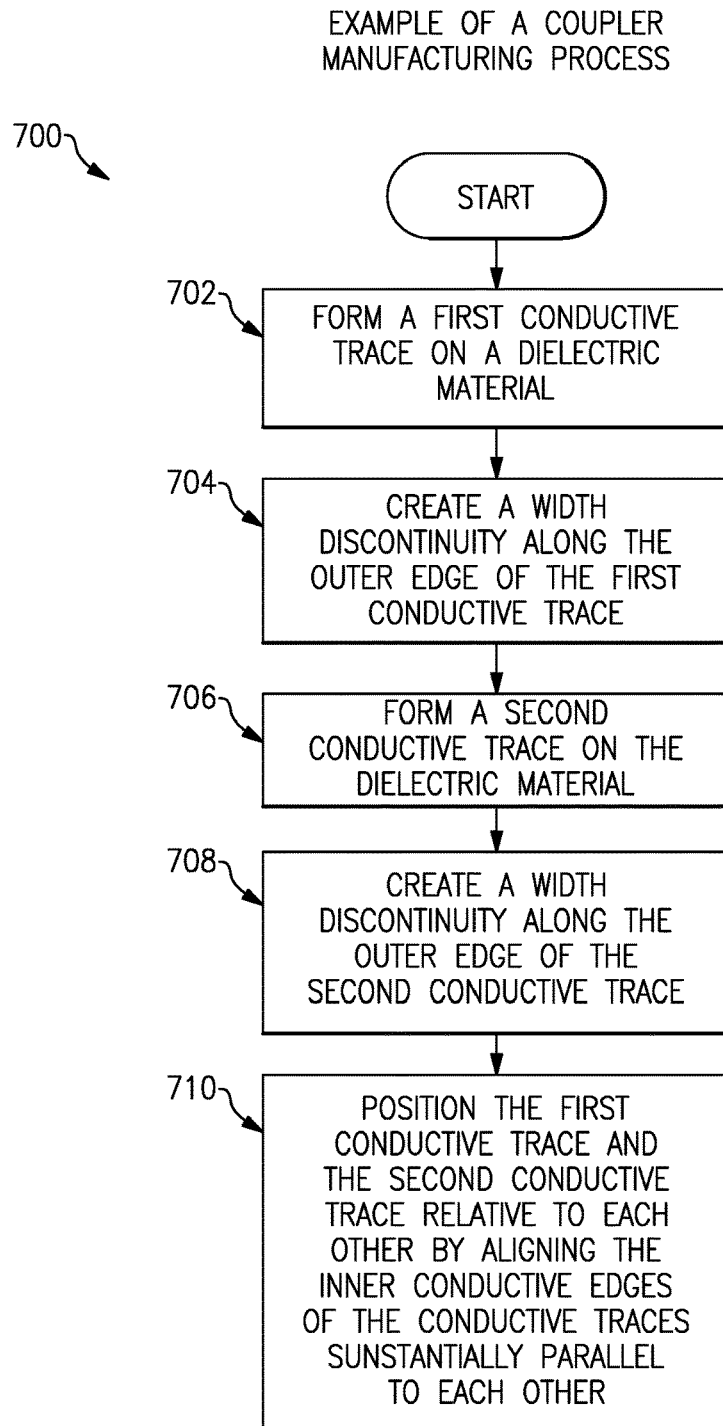 EXAMPLE OF A COUPLER
MANUFACTURING PROCESS
700
START
702
FORM A FIRST CONDUCTIVE
TRACE ON A DIELECTRIC
MATERIAL
704
CREATE A WIDTH
DISCONTINUITY ALONG THE
OUTER EDGE OF THE FIRST
CONDUCTIVE TRACE
706
FORM A SECOND
CONDUCTIVE TRACE ON THE
DIELECTRIC MATERIAL
708
CREATE A WIDTH
DISCONTINUITY ALONG THE
OUTER EDGE OF THE
SECOND CONDUCTIVE TRACE
710
POSITION THE FIRST
CONDUCTIVE TRACE AND
THE SECOND CONDUCTIVE
TRACE RELATIVE TO EACH
OTHER BY ALIGNING THE
INNER CONDUCTIVE EDGES
OF THE CONDUCTIVE TRACES
SUNSTANTIALLY PARALLEL
TO EACH OTHER